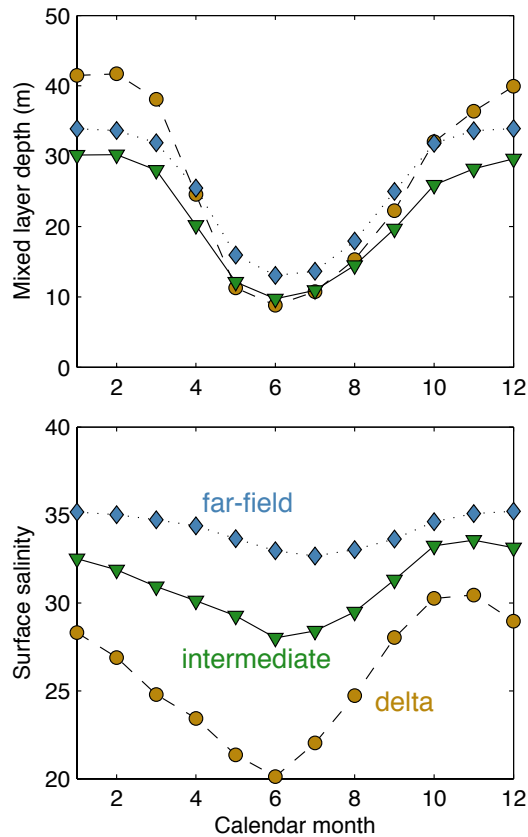 50
40
30
20
10
0
Mixed layer depth (m)
2 4 6 8 10 12
40
35
30
25
20
Surface salinity
far-field
intermediate
delta
2 4 6 8 10 12
Calendar month